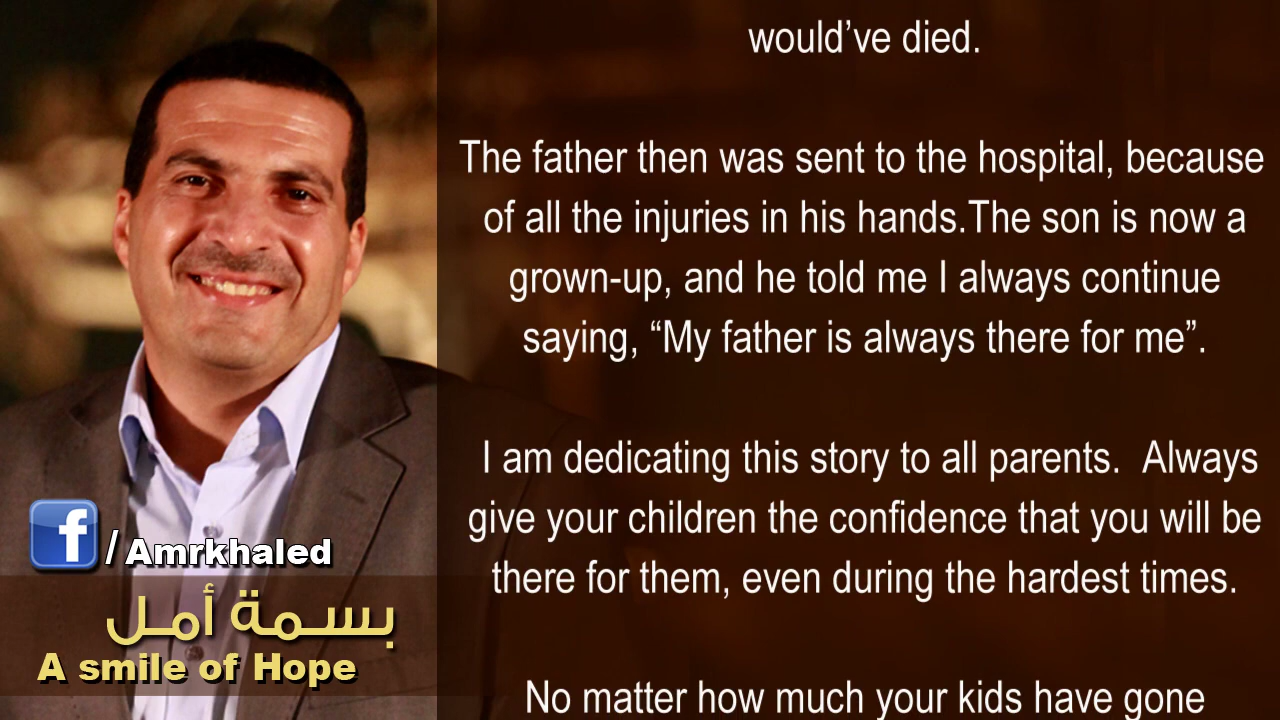 would’ve died.
The father then was sent to the hospital, because
of all the injuries in his hands.The son is now a
grown-up, and he told me I always continue
saying, “My father is always there for me”.
I am dedicating this story to all parents.  Always
give your children the confidence that you will be
there for them, even during the hardest times.
No matter how much your kids have gone
f / Amrkhaled
بسمة أمل
A smile of Hope